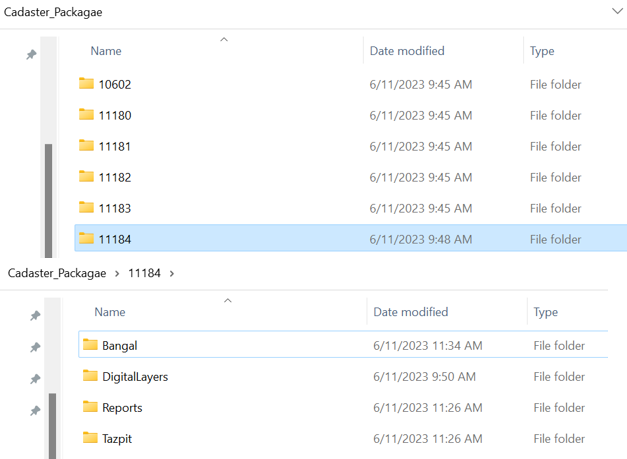 Cadaster_Packagae
Name Date modified Type
10602 6/11/2023 9:45 AM File folder
11180 6/11/2023 9:45 AM File folder
11181 6/11/2023 9:45 AM File folder
11182 6/11/2023 9:45 AM File folder
11183 6/11/2023 9:45 AM File folder
11184 6/11/2023 9:48 AM File folder
Cadaster_Packagae > 11184 >
Name Date modified Type
Bangal 6/11/2023 11:34 AM File folder
DigitalLayers 6/11/2023 9:50 AM File folder
Reports 6/11/2023 11:26 AM File folder
Tazpit 6/11/2023 11:26 AM File folder